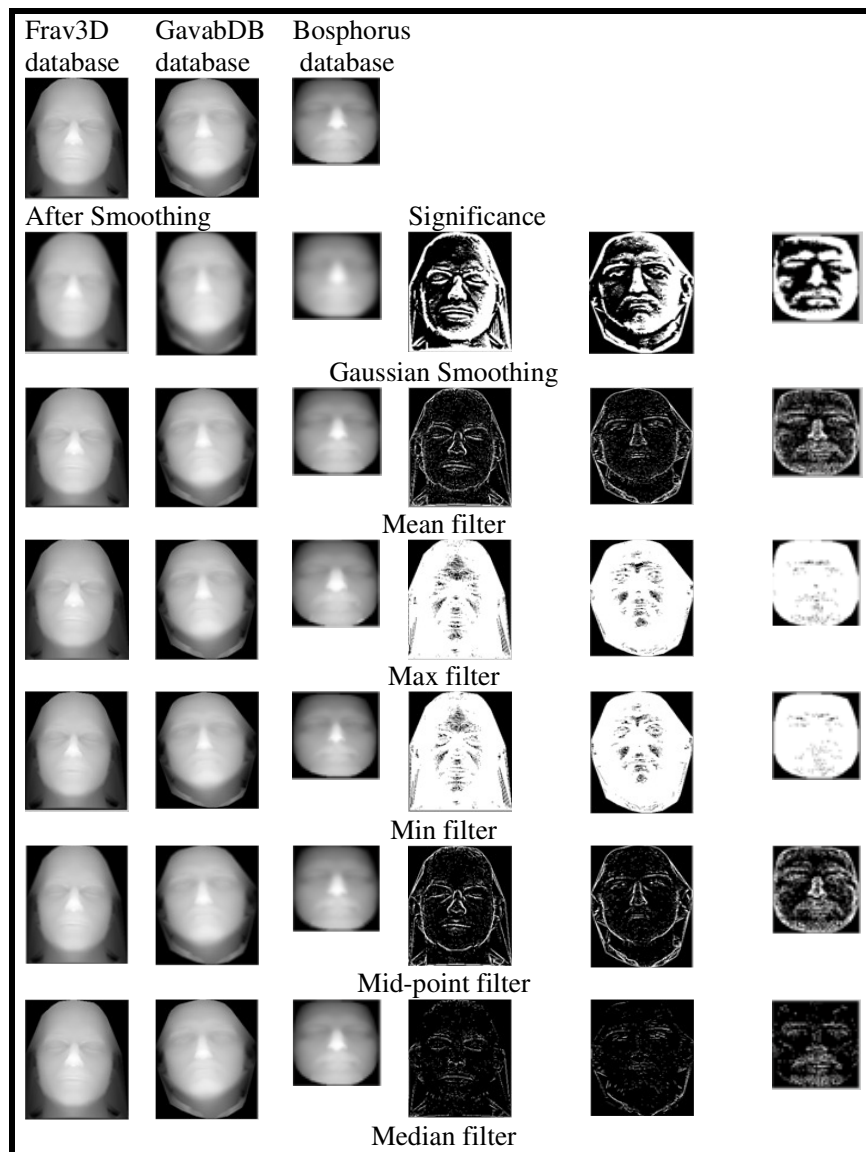 Frav3D GavabDB Bosphorus
database database database
After Smoothing Significance
Gaussian Smoothing
Mean filter
Max filter
Min filter
Mid-point filter
Median filter